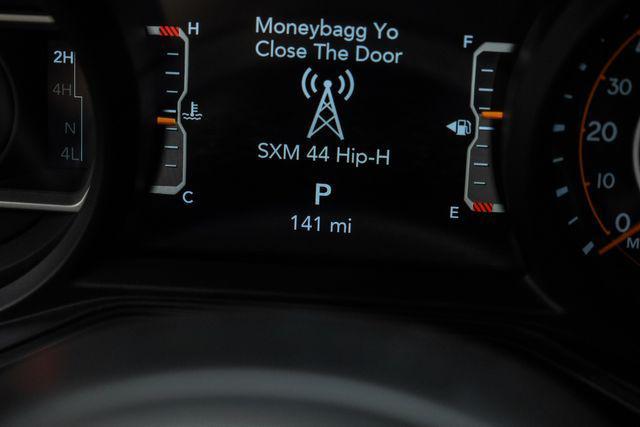 Moneybagg Yo
Close The Door
H
F
2H
4H
N
4L
SXM 44 Hip-H
C
E
P
141 mi
30
20
10
0
M